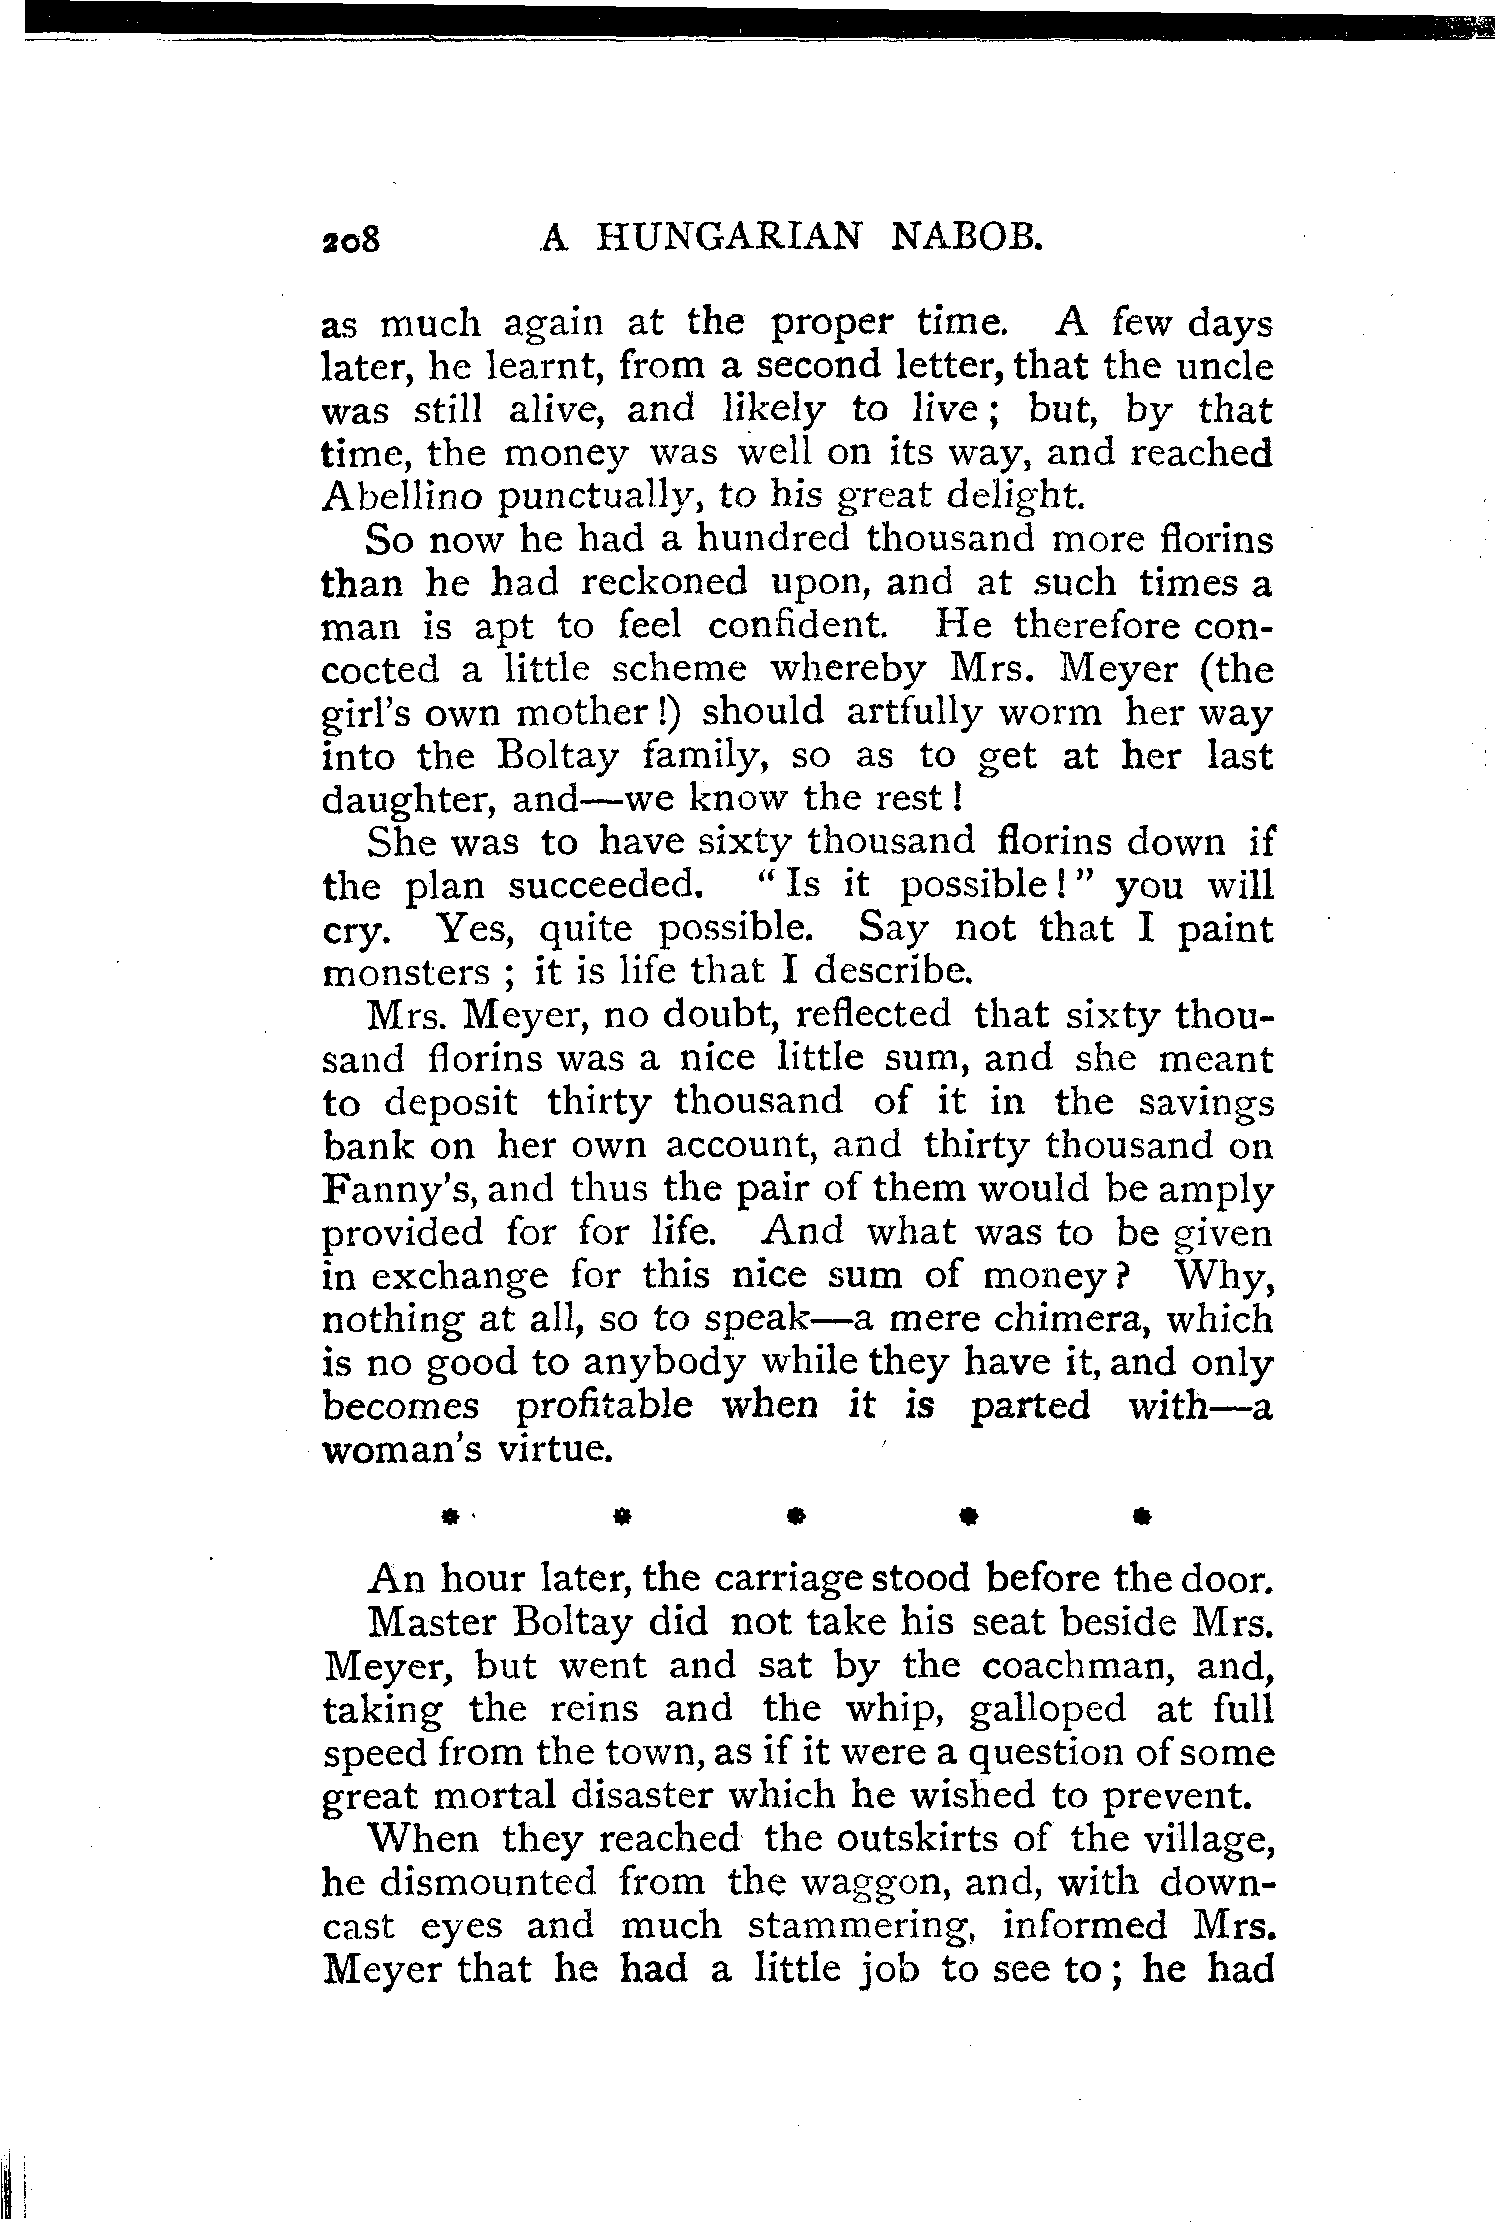 208 A HUNGARIAN NABOB.
as much again at the proper time. A few days
later, he learnt, from a second letter, that the uncle
was still alive, and likely to live; but, by that
time, the money was well on its way, and reached
Abellino punctually, to his great delight.
So now he had a hundred thousand more florins
than he had reckoned upon, and at such times a
man is apt to feel confident. He therefore con-
cocted a little scheme whereby Mrs. Meyer (the
girl's own mother!) should artfully worm her way
into the Boltay family, so as to get at her last
daughter, and—we know the rest!
She was to have sixty thousand florins down if
the plan succeeded. "Is it possible!" you will
cry. Yes, quite possible. Say not that I paint
monsters; it is life that I describe.
Mrs. Meyer, no doubt, reflected that sixty thou-
sand florins was a nice little sum, and she meant
to deposit thirty thousand of it in the savings
bank on her own account, and thirty thousand on
Fanny's, and thus the pair of them would be amply
provided for for life. And what was to be given
in exchange for this nice sum of money? Why,
nothing at all, so to speak—a mere chimera, which
is no good to anybody while they have it, and only
becomes profitable when it is parted with—a
woman's virtue.
* * * * *
An hour later, the carriage stood before the door.
Master Boltay did not take his seat beside Mrs.
Meyer, but went and sat by the coachman, and,
taking the reins and the whip, galloped at full
speed from the town, as if it were a question of some
great mortal disaster which he wished to prevent.
When they reached the outskirts of the village,
he dismounted from the waggon, and, with down-
cast eyes and much stammering, informed Mrs.
Meyer that he had a little job to see to; he had